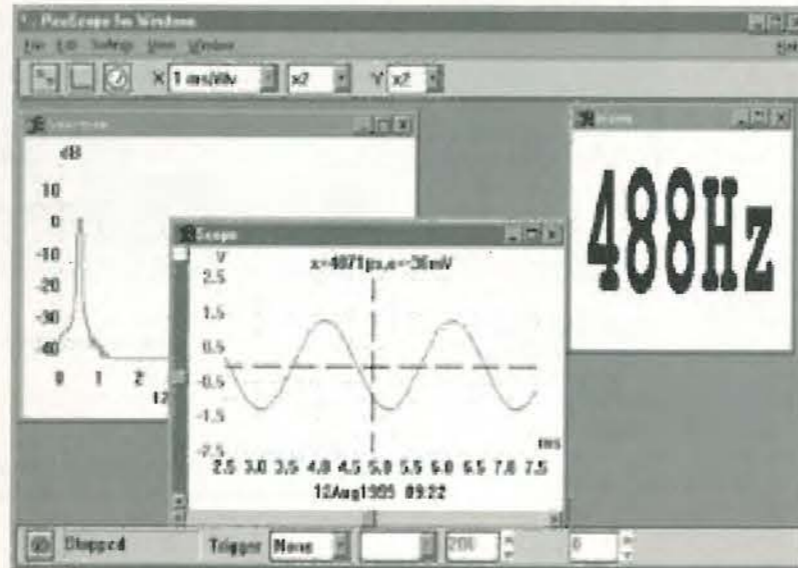 PicoScope for Windows
File Edit Settings View Window
X 1 ms/div x2 Y x2
dB
10
0
-10
-20
-30
-40
0 1 2
488Hz
Scope
V
2.5
1.5
0.5
-0.5
-1.5
-2.5
ms
2.5 3.0 3.5 4.0 4.5 5.0 5.5 6.0 6.5 7.0 7.5
12Aug1995 09:22
Stopped Trigger None 200 0